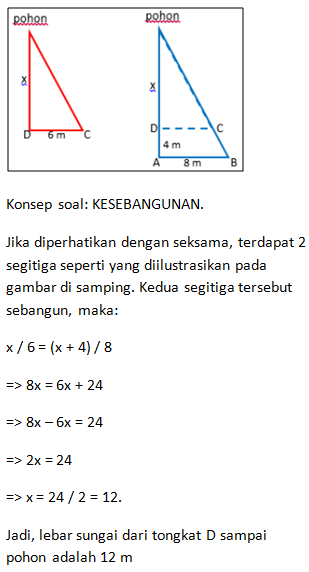 pohon
x
D 6 m C
pohon
x
D C
4 m
A 8 m B
Konsep soal: KESEBANGUNAN.
Jika diperhatikan dengan seksama, terdapat 2
segitiga seperti yang diilustrasikan pada
gambar di samping. Kedua segitiga tersebut
sebangun, maka:
x / 6 = (x + 4) / 8
=> 8x = 6x + 24
=> 8x – 6x = 24
=> 2x = 24
=> x = 24 / 2 = 12.
Jadi, lebar sungai dari tongkat D sampai
pohon adalah 12 m